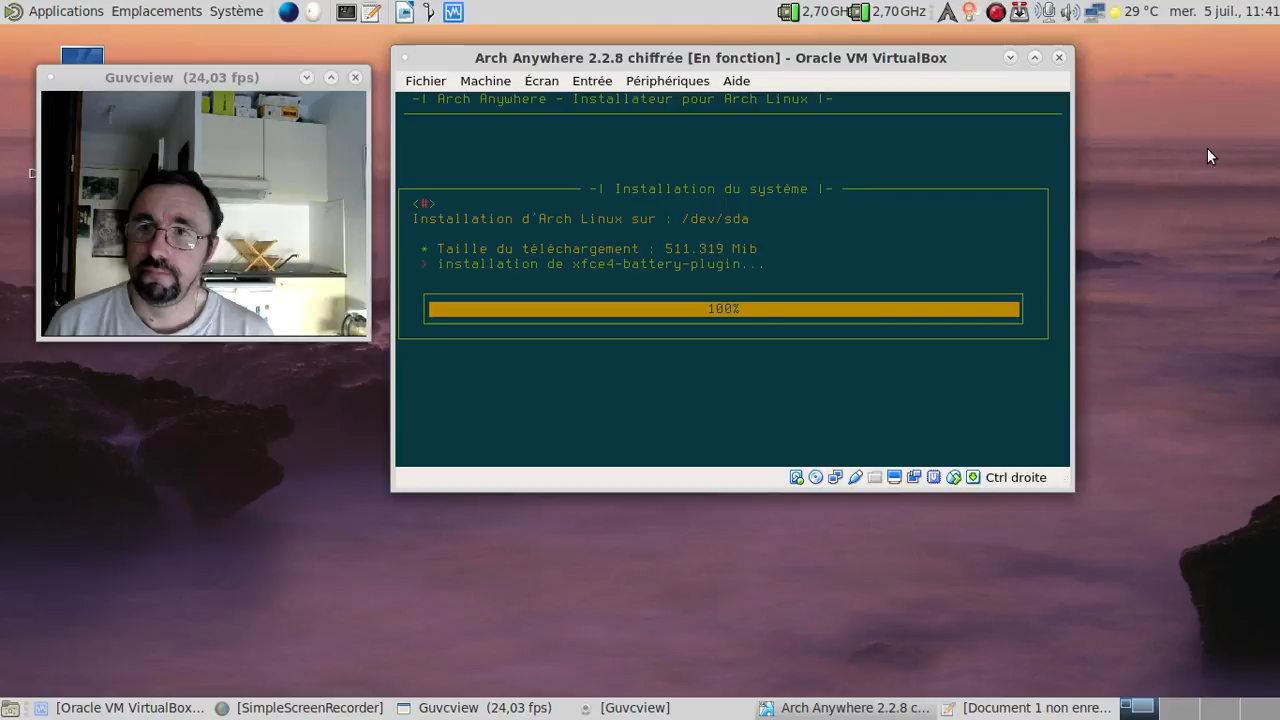 Applications Emplacements Système
2,70 GH 2,70 GHz 29 °C mer. 5 juil., 11:41
Guvcview (24,03 fps)
Arch Anywhere 2.2.8 chiffrée [En fonction] - Oracle VM VirtualBox
Fichier Machine Écran Entrée Périphériques Aide
-| Arch Anywhere - Installateur pour Arch Linux |-
-| Installation du système |-
<#>
Installation d'Arch Linux sur : /dev/sda
* Taille du téléchargement : 511.319 Mib
> installation de xfce4-battery-plugin...
100%
Ctrl droite
[Oracle VM VirtualBox... [SimpleScreenRecorder] Guvcview (24,03 fps) [Guvcview] Arch Anywhere 2.2.8 c... [Document 1 non enre...